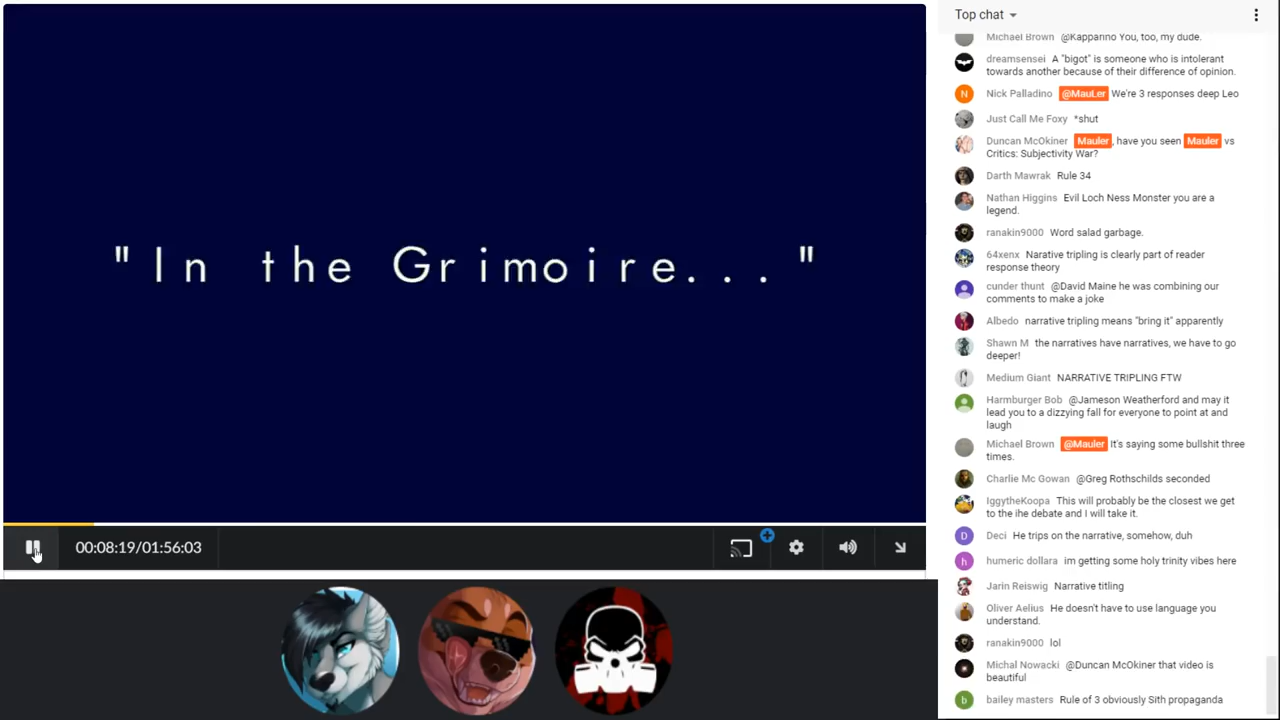 Top chat
Michael Brown @Kapparino You, too, my dude.
dreamsensei A "bigot" is someone who is intolerant
towards another because of their difference of opinion.
N Nick Palladino @MauLer We're 3 responses deep Leo
Just Call Me Foxy *shut
Duncan McOkiner Mauler, have you seen Mauler vs
Critics: Subjectivity War?
Darth Mawrak Rule 34
Nathan Higgins Evil Loch Ness Monster you are a
legend.
ranakin9000 Word salad garbage.
64xenx Narative tripling is clearly part of reader
response theory
cunder thunt @David Maine he was combining our
comments to make a joke
Albedo narrative tripling means "bring it" apparently
Shawn M the narratives have narratives, we have to go
deeper!
Medium Giant NARRATIVE TRIPLING FTW
Harmburger Bob @Jameson Weatherford and may it
lead you to a dizzying fall for everyone to point at and
laugh
Michael Brown @Mauler It's saying some bullshit three
times.
Charlie Mc Gowan @Greg Rothschilds seconded
IggytheKoopa This will probably be the closest we get
to the ihe debate and I will take it.
D Deci He trips on the narrative, somehow, duh
h humeric dollara im getting some holy trinity vibes here
Jarin Reiswig Narrative titling
Oliver Aelius He doesn't have to use language you
understand.
ranakin9000 lol
Michal Nowacki @Duncan McOkiner that video is
beautiful
b bailey masters Rule of 3 obviously Sith propaganda
"In the Grimoire..."
00:08:19/01:56:03